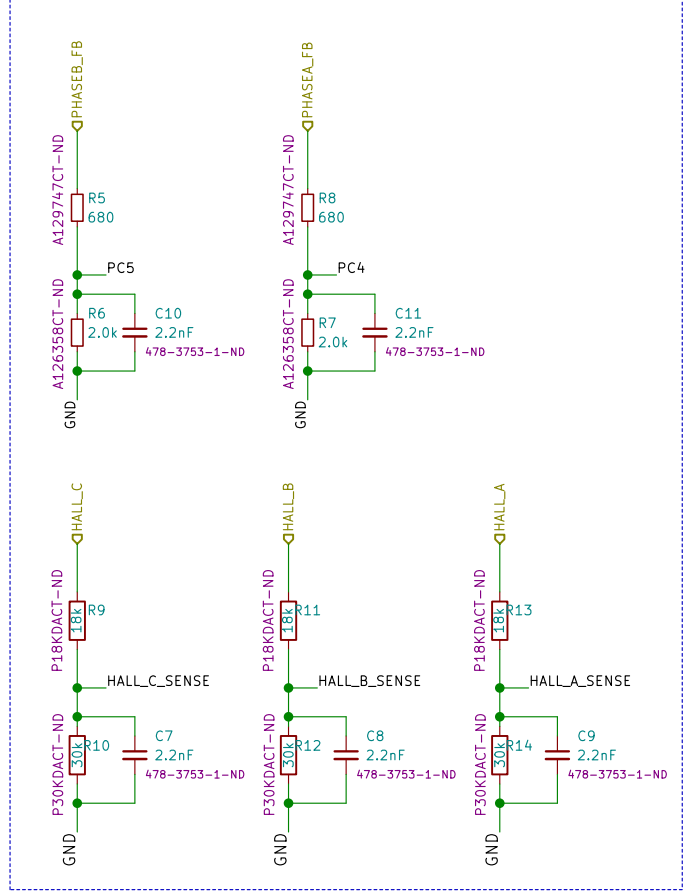 PHASEB_FB
A129747CT-ND
R5
680
PC5
A126358CT-ND
R6
2.0k
C10
2.2nF
478-3753-1-ND
GND
PHASEA_FB
A129747CT-ND
R8
680
PC4
A126358CT-ND
R7
2.0k
C11
2.2nF
478-3753-1-ND
GND
HALL_C
P18KDACT-ND
R9
18k
HALL_C_SENSE
P30KDACT-ND
R10
30k
C7
2.2nF
478-3753-1-ND
GND
HALL_B
P18KDACT-ND
R11
18k
HALL_B_SENSE
P30KDACT-ND
R12
30k
C8
2.2nF
478-3753-1-ND
GND
HALL_A
P18KDACT-ND
R13
18k
HALL_A_SENSE
P30KDACT-ND
R14
30k
C9
2.2nF
478-3753-1-ND
GND